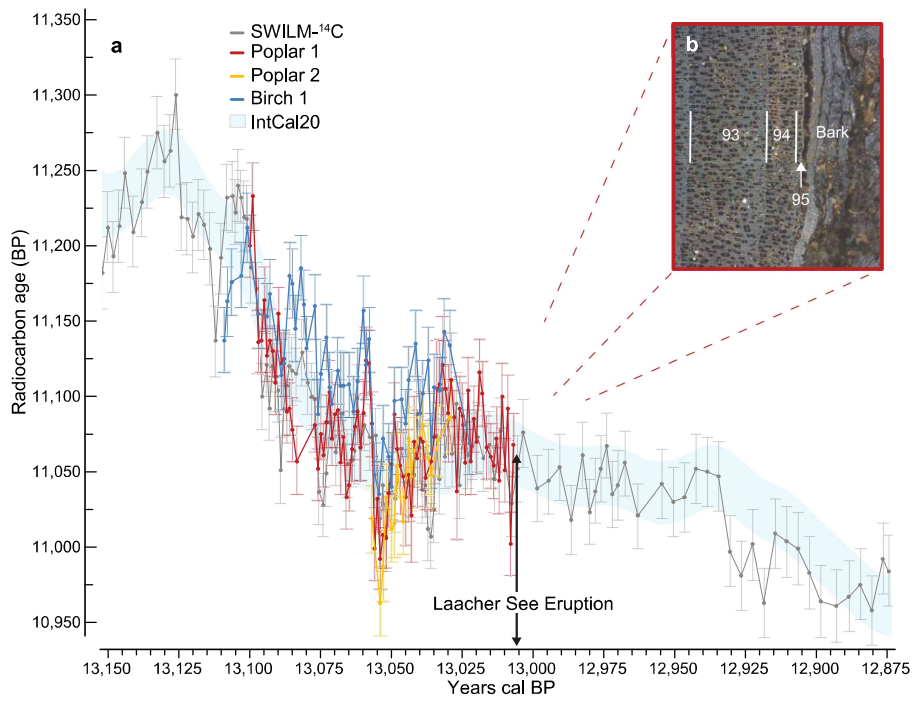 a
SWILM-¹⁴C
Poplar 1
Poplar 2
Birch 1
IntCal20
b
93
94
Bark
95
Radiocarbon age (BP)
11,350
11,300
11,250
11,200
11,150
11,100
11,050
11,000
10,950
Laacher See Eruption
13,150 13,125 13,100 13,075 13,050 13,025 13,000 12,975 12,950 12,925 12,900 12,875
Years cal BP